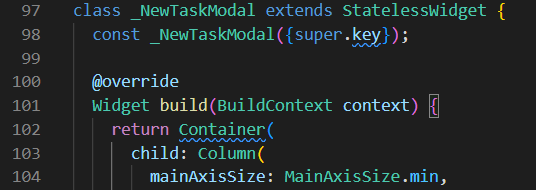 97 class _NewTaskModal extends StatelessWidget {
98 const _NewTaskModal({super.key});
99
100 @override
101 Widget build(BuildContext context) {
102 return Container(
103 child: Column(
104 mainAxisSize: MainAxisSize.min,